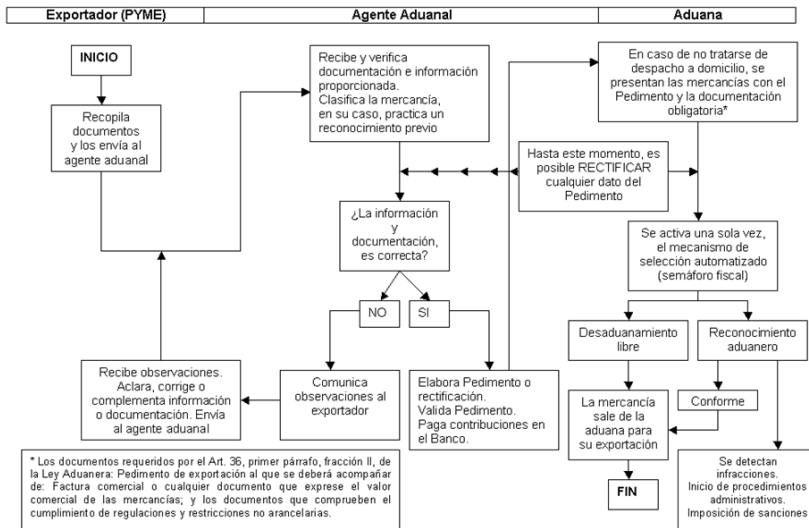 Exportador (PYME)
Agente Aduanal
Aduana
INICIO
Recopila
documentos
y los envía al
agente aduanal
Recibe y verifica
documentación e información
proporcionada.
Clasifica la mercancía,
en su caso, practica un
reconocimiento previo
En caso de no tratarse de
despacho a domicilio, se
presentan las mercancías con el
Pedimento y la documentación
obligatoria*
Hasta este momento, es
posible RECTIFICAR
cualquier dato del
Pedimento
¿La información
y
documentación,
es correcta?
Se activa una sola vez,
el mecanismo de
selección automatizado
(semáforo fiscal)
NO
SI
Desaduanamiento
libre
Reconocimiento
aduanero
Recibe observaciones.
Aclara, corrige o
complementa información
o documentación. Envía
al agente aduanal
Comunica
observaciones al
exportador
Elabora Pedimento o
rectificación.
Valida Pedimento.
Paga contribuciones en
el Banco.
La mercancía
sale de la
aduana para
su exportación
Conforme
* Los documentos requeridos por el Art. 36, primer párrafo, fracción II, de
la Ley Aduanera: Pedimento de exportación al que se deberá acompañar
de: Factura comercial o cualquier documento que exprese el valor
comercial de las mercancías; y los documentos que comprueben el
cumplimiento de regulaciones y restricciones no arancelarias.
FIN
Se detectan
infracciones.
Inicio de procedimientos
administrativos.
Imposición de sanciones